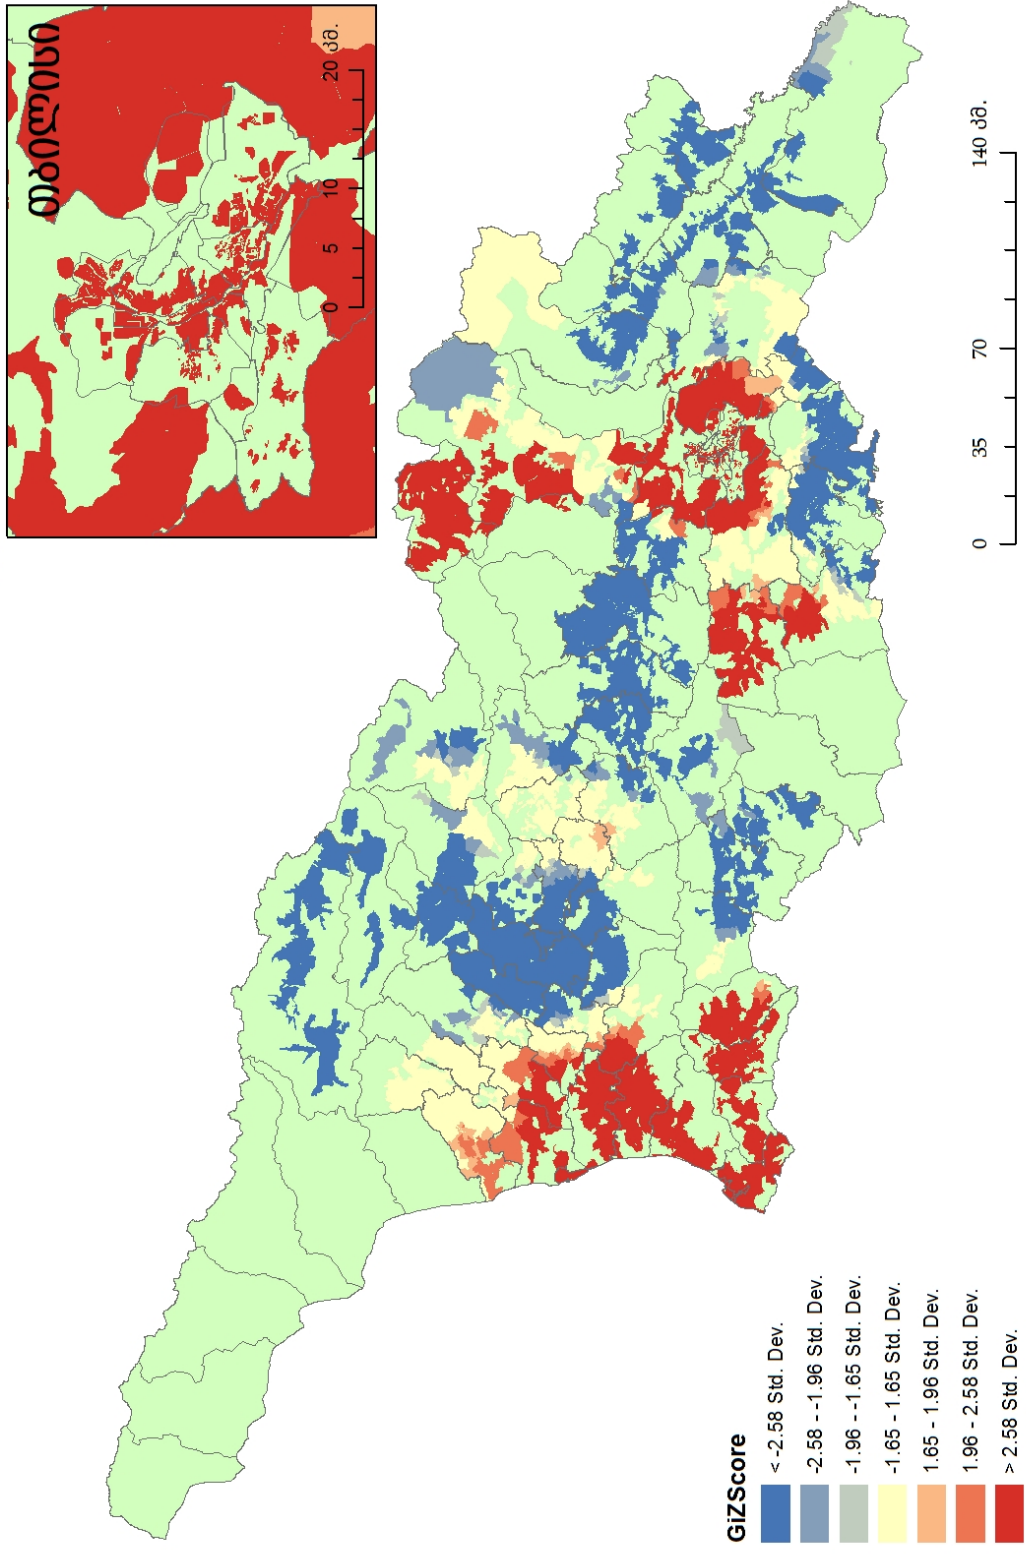 თბილისი
0 5 10 20 კმ.
GiZScore
< -2.58 Std. Dev.
-2.58 - -1.96 Std. Dev.
-1.96 - -1.65 Std. Dev.
-1.65 - 1.65 Std. Dev.
1.65 - 1.96 Std. Dev.
1.96 - 2.58 Std. Dev.
> 2.58 Std. Dev.
0 35 70 140 კმ.